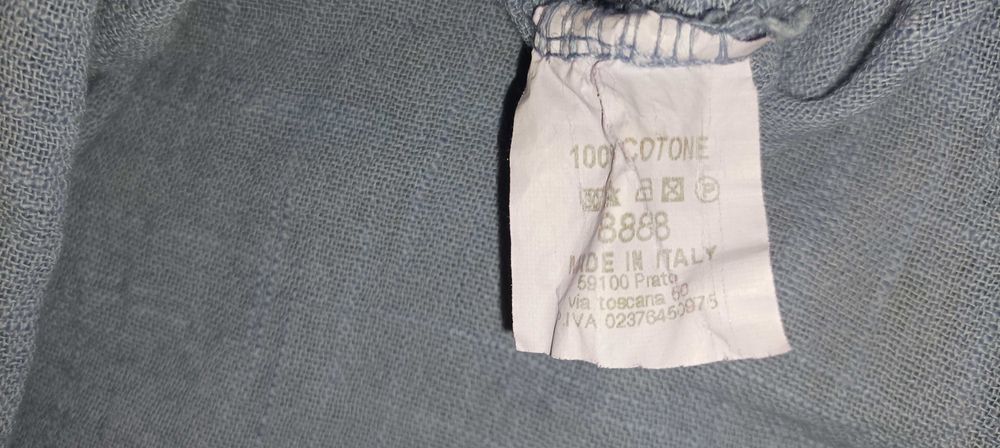 100% COTONE
8888
MADE IN ITALY
59100 Prato
via toscana 60
P.IVA 02376450975